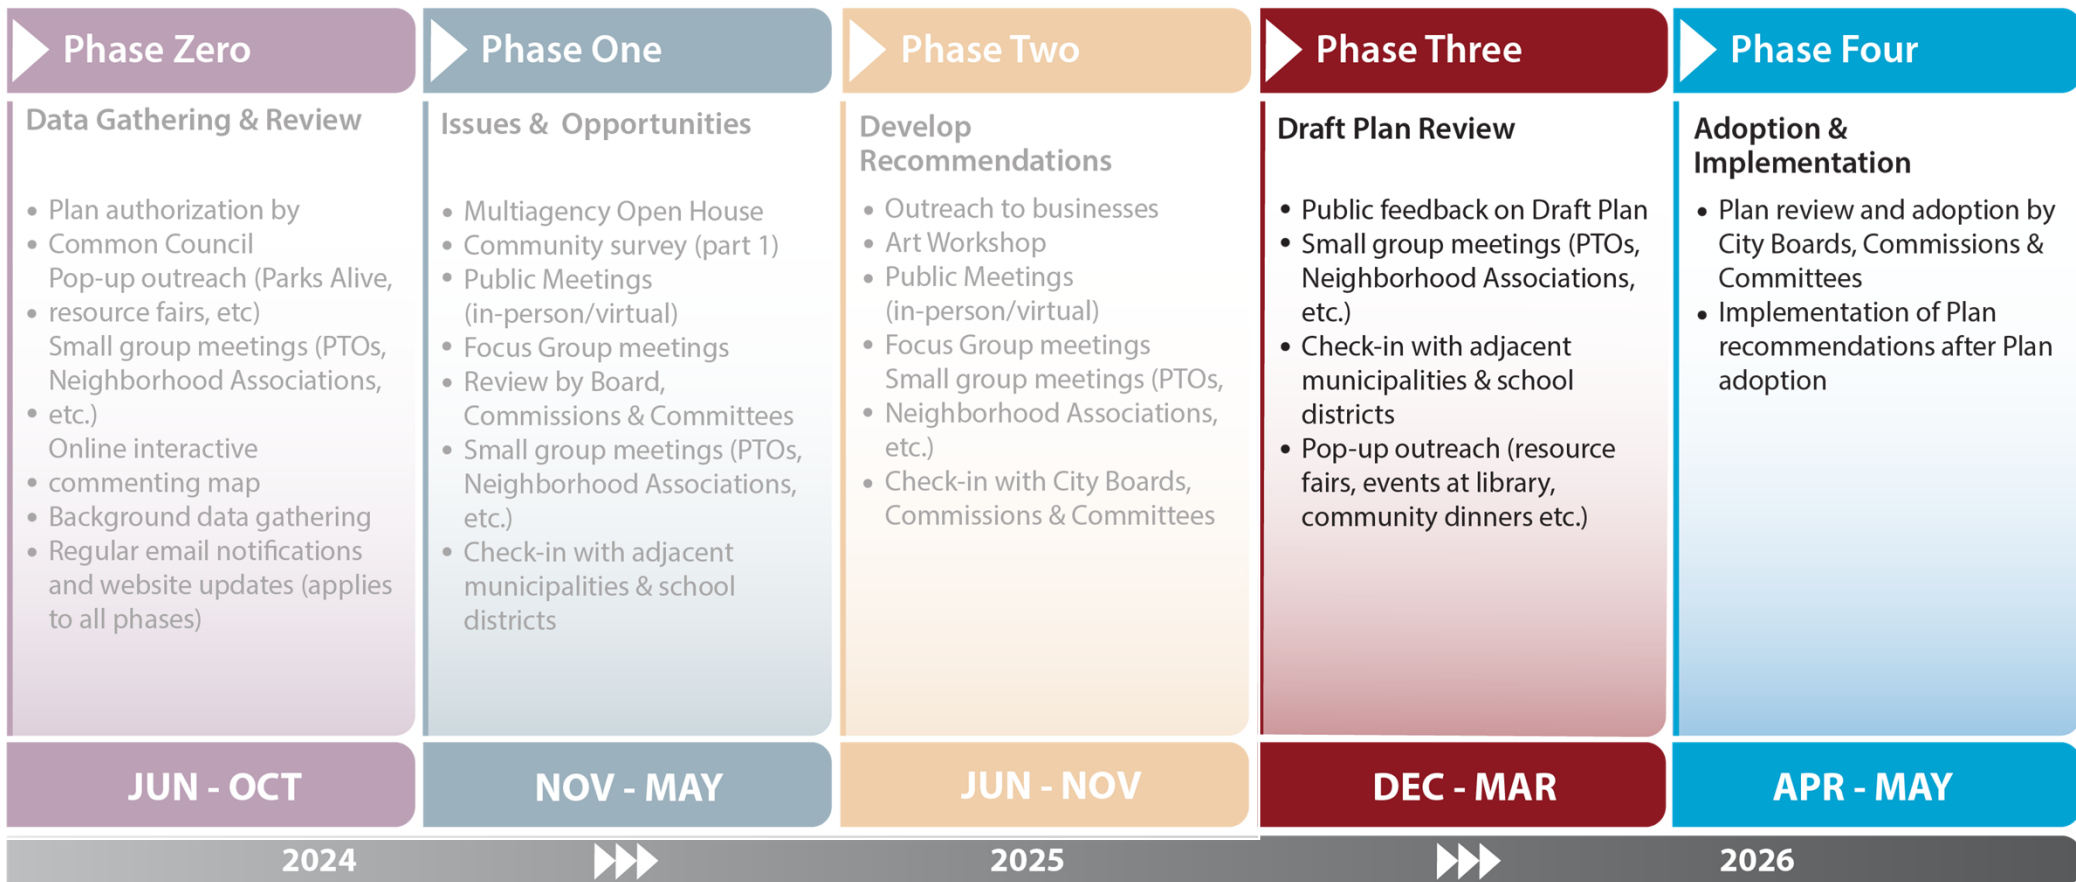 Phase Zero
Data Gathering & Review
• Plan authorization by
• Common Council
Pop-up outreach (Parks Alive,
• resource fairs, etc)
Small group meetings (PTOs,
Neighborhood Associations,
• etc.)
Online interactive
• commenting map
• Background data gathering
• Regular email notifications
and website updates (applies
to all phases)
JUN - OCT
Phase One
Issues & Opportunities
• Multiagency Open House
• Community survey (part 1)
• Public Meetings
(in-person/virtual)
• Focus Group meetings
• Review by Board,
Commissions & Committees
• Small group meetings (PTOs,
Neighborhood Associations,
etc.)
• Check-in with adjacent
municipalities & school
districts
NOV - MAY
Phase Two
Develop
Recommendations
• Outreach to businesses
• Art Workshop
• Public Meetings
(in-person/virtual)
• Focus Group meetings
Small group meetings (PTOs,
• Neighborhood Associations,
etc.)
• Check-in with City Boards,
Commissions & Committees
JUN - NOV
Phase Three
Draft Plan Review
• Public feedback on Draft Plan
• Small group meetings (PTOs,
Neighborhood Associations,
etc.)
• Check-in with adjacent
municipalities & school
districts
• Pop-up outreach (resource
fairs, events at library,
community dinners etc.)
DEC - MAR
Phase Four
Adoption &
Implementation
• Plan review and adoption by
City Boards, Commissions &
Committees
• Implementation of Plan
recommendations after Plan
adoption
APR - MAY
2024
2025
2026